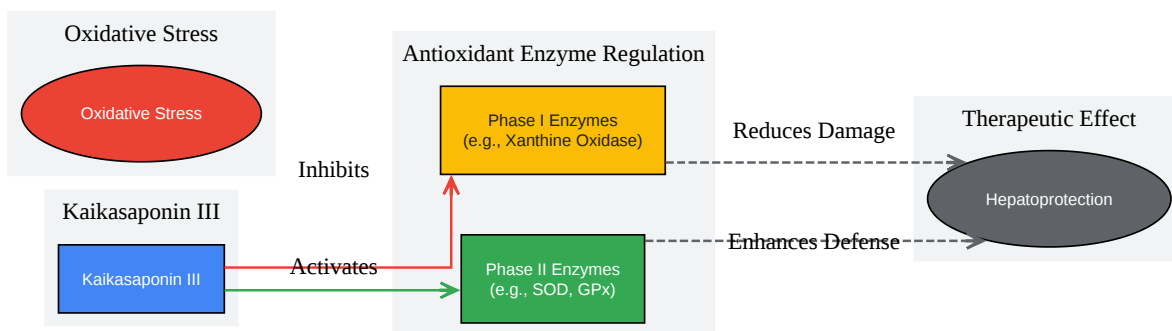 Oxidative Stress
Oxidative Stress
Kaikasaponin III
Kaikasaponin III
Inhibits
Activates
Antioxidant Enzyme Regulation
Phase I Enzymes
(e.g., Xanthine Oxidase)
Phase II Enzymes
(e.g., SOD, GPx)
Reduces Damage
Enhances Defense
Therapeutic Effect
Hepatoprotection